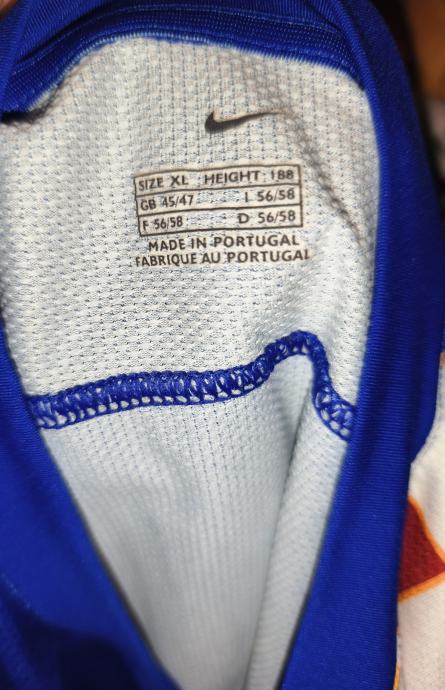 SIZE XL HEIGHT 188
GB 45/47 I 56/58
F 56/58 D 56/58
MADE IN PORTUGAL
FABRIQUE AU PORTUGAL